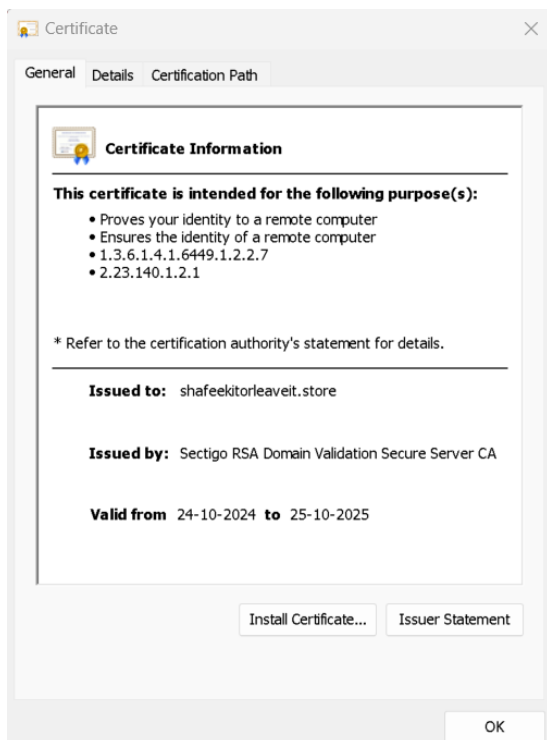 Certificate
General Details Certification Path
Certificate Information
This certificate is intended for the following purpose(s):
• Proves your identity to a remote computer
• Ensures the identity of a remote computer
• 1.3.6.1.4.1.6449.1.2.2.7
• 2.23.140.1.2.1
* Refer to the certification authority's statement for details.
Issued to: shafeekitorleaveit.store
Issued by: Sectigo RSA Domain Validation Secure Server CA
Valid from 24-10-2024 to 25-10-2025
Install Certificate... Issuer Statement
OK